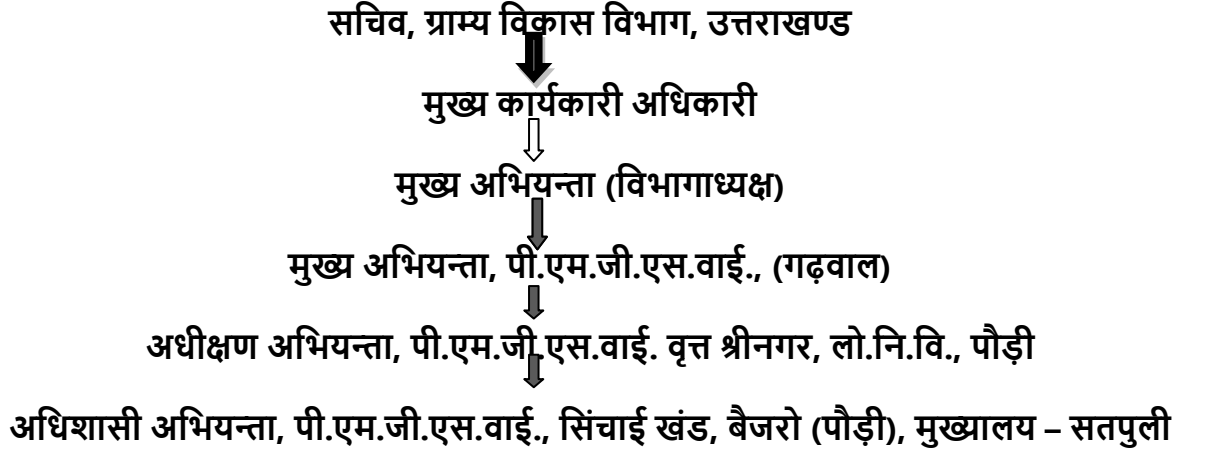 सचिव, ग्राम्य विकास विभाग, उत्तराखण्ड
मुख्य कार्यकारी अधिकारी
मुख्य अभियन्ता (विभागाध्यक्ष)
मुख्य अभियन्ता, पी.एम.जी.एस.वाई., (गढ़वाल)
अधीक्षण अभियन्ता, पी.एम.जी.एस.वाई. वृत्त श्रीनगर, लो.नि.वि., पौड़ी
अधिशासी अभियन्ता, पी.एम.जी.एस.वाई., सिंचाई खंड, बैजरो (पौड़ी), मुख्यालय – सतपुली